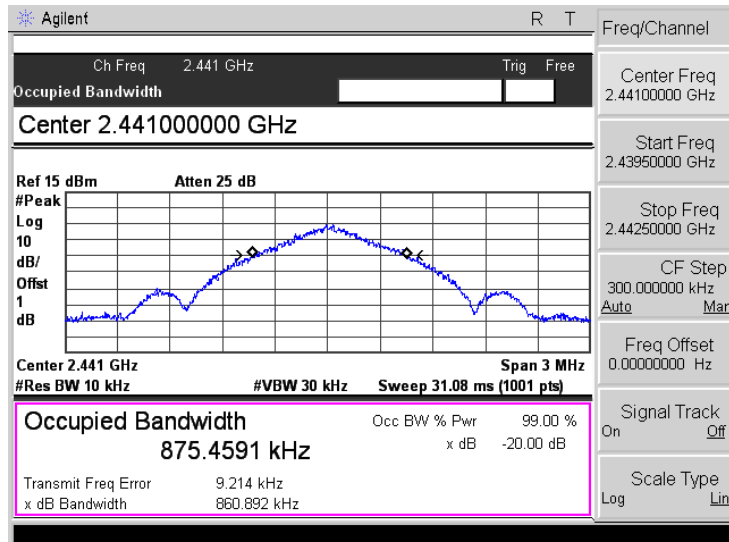 Agilent R T
Freq/Channel
Ch Freq 2.441 GHz Trig Free
Occupied Bandwidth
Center 2.441000000 GHz
Ref 15 dBm Atten 25 dB
#Peak
Log
10
dB/
Offst
1
dB
Center 2.441 GHz Span 3 MHz
#Res BW 10 kHz #VBW 30 kHz Sweep 31.08 ms (1001 pts)
Occupied Bandwidth Occ BW % Pwr 99.00 %
875.4591 kHz x dB -20.00 dB
Transmit Freq Error 9.214 kHz
x dB Bandwidth 860.892 kHz
Center Freq
2.44100000 GHz
Start Freq
2.43950000 GHz
Stop Freq
2.44250000 GHz
CF Step
300.000000 kHz
Auto Mar
Freq Offset
0.00000000 Hz
Signal Track
On Off
Scale Type
Log Lin